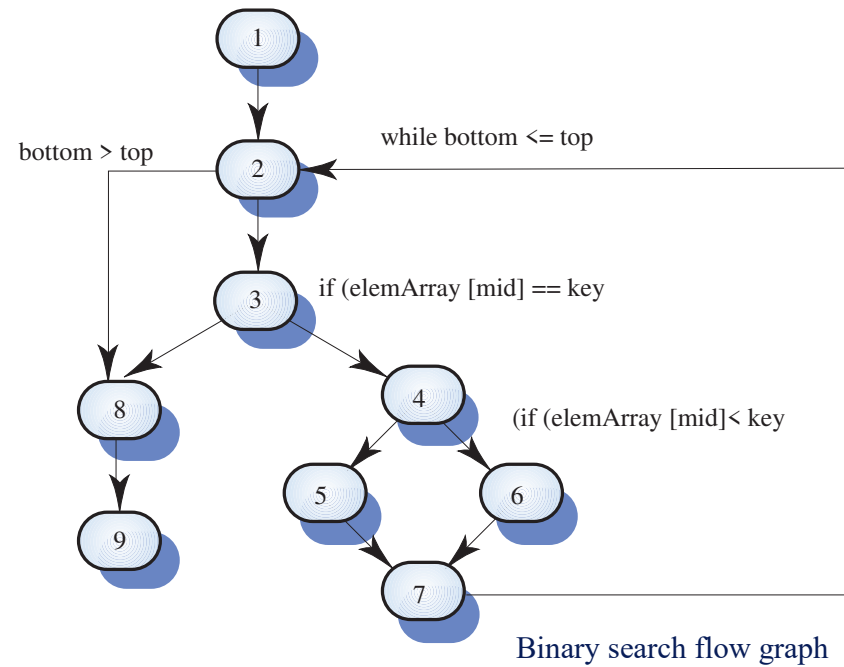 1
while bottom <= top
bottom > top
2
if (elemArray [mid] == key
3
4
8
(if (elemArray [mid]< key
5
6
9
7
Binary search flow graph